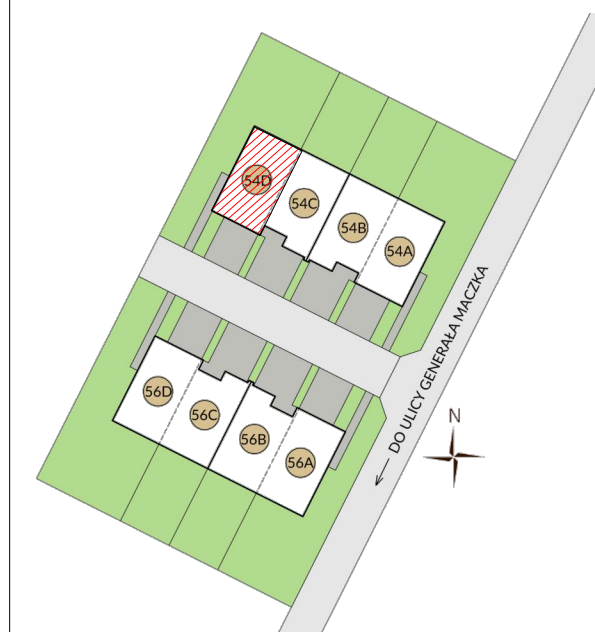 54D
54C
54B
54A
DO ULICY GENERAŁA MACZKA
56D
56C
56B
56A
N